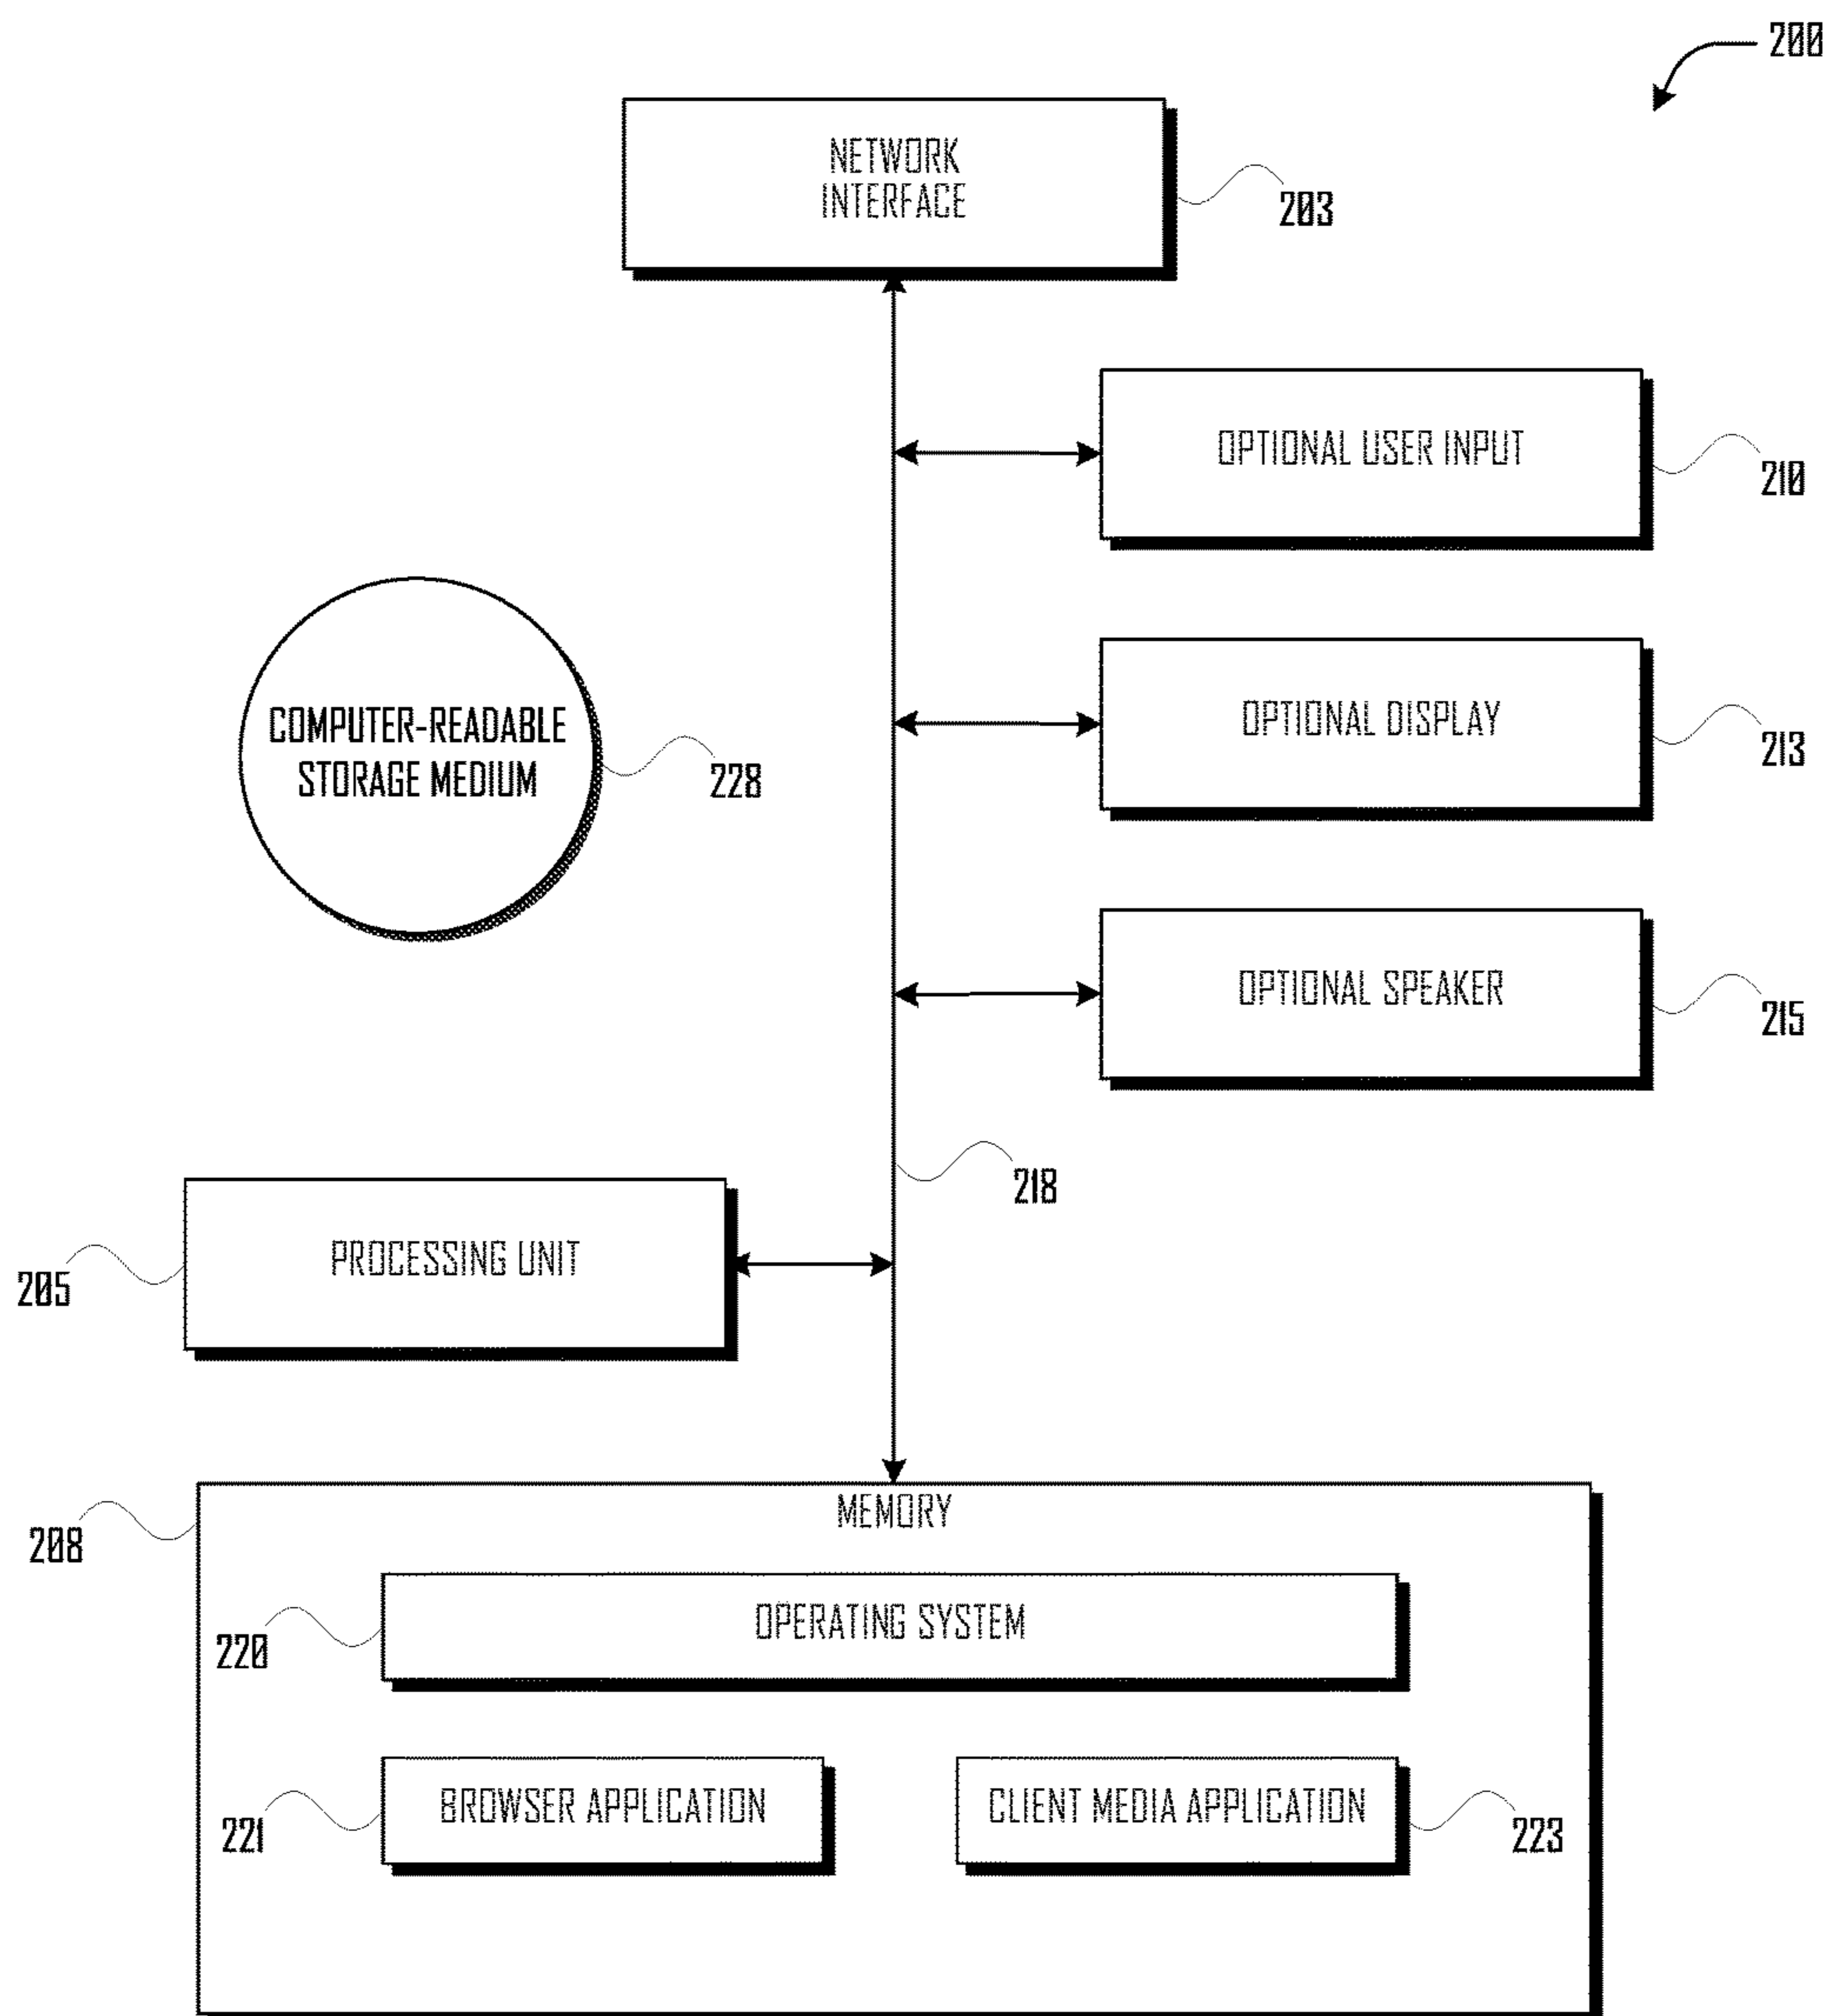 200
NETWORK
INTERFACE
203
OPTIONAL USER INPUT
210
COMPUTER-READABLE
STORAGE MEDIUM
228
OPTIONAL DISPLAY
213
OPTIONAL SPEAKER
215
218
PROCESSING UNIT
205
MEMORY
208
OPERATING SYSTEM
220
BROWSER APPLICATION
221
CLIENT MEDIA APPLICATION
223